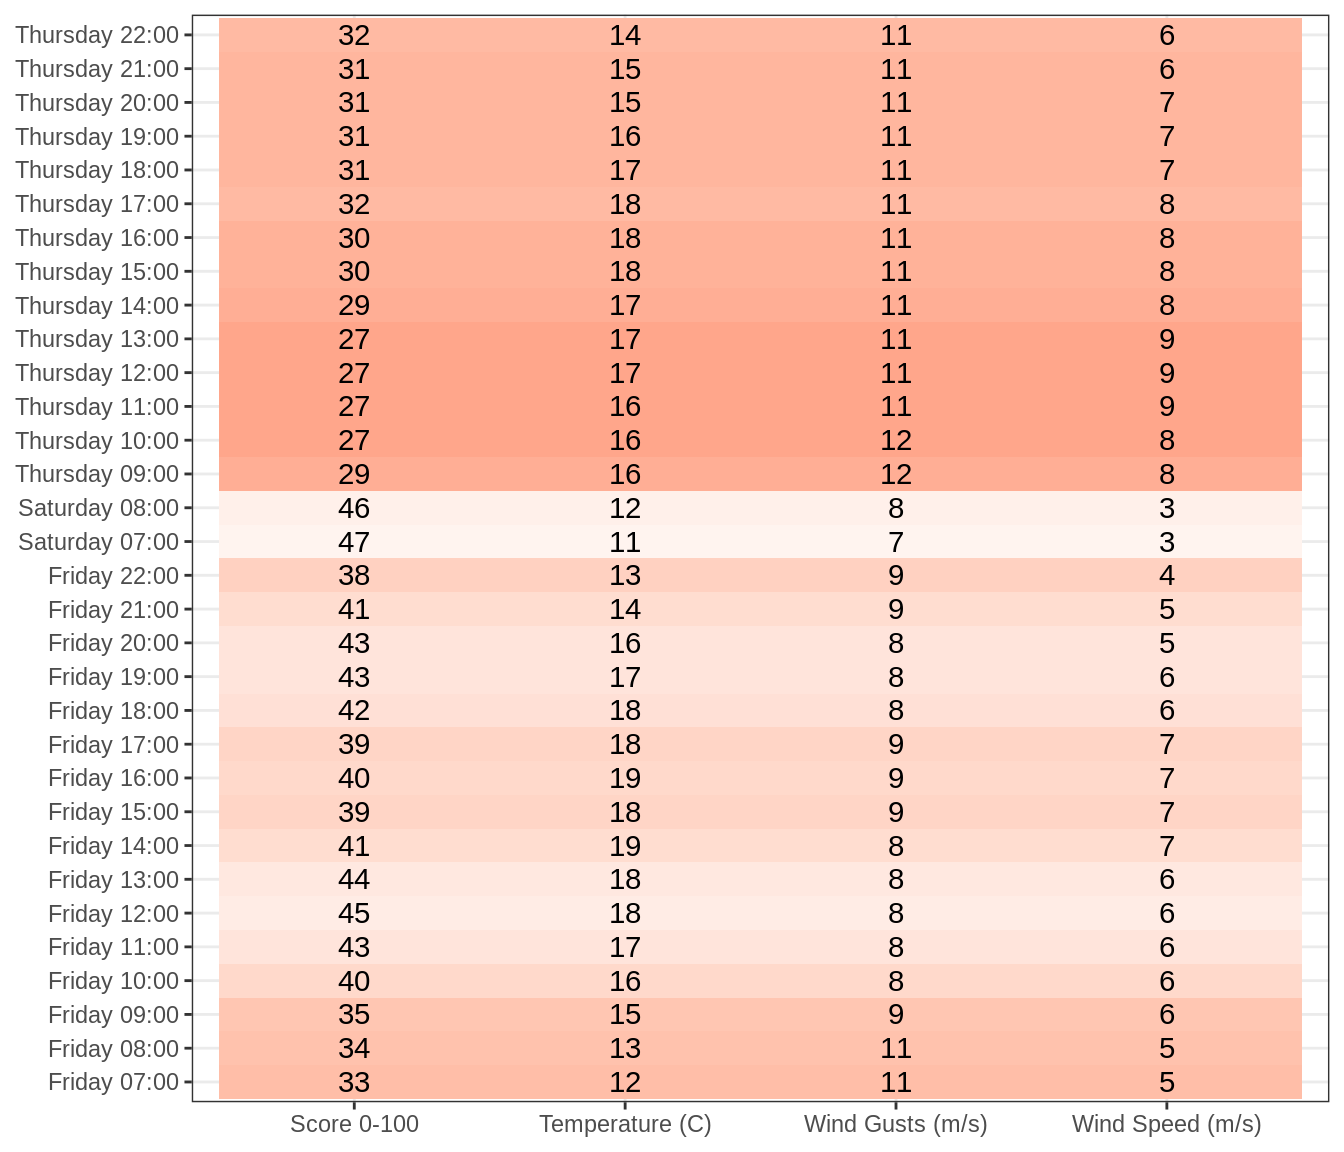 Thursday 22:00 32 14 11 6
Thursday 21:00 31 15 11 6
Thursday 20:00 31 15 11 7
Thursday 19:00 31 16 11 7
Thursday 18:00 31 17 11 7
Thursday 17:00 32 18 11 8
Thursday 16:00 30 18 11 8
Thursday 15:00 30 18 11 8
Thursday 14:00 29 17 11 8
Thursday 13:00 27 17 11 9
Thursday 12:00 27 17 11 9
Thursday 11:00 27 16 11 9
Thursday 10:00 27 16 12 8
Thursday 09:00 29 16 12 8
Saturday 08:00 46 12 8 3
Saturday 07:00 47 11 7 3
Friday 22:00 38 13 9 4
Friday 21:00 41 14 9 5
Friday 20:00 43 16 8 5
Friday 19:00 43 17 8 6
Friday 18:00 42 18 8 6
Friday 17:00 39 18 9 7
Friday 16:00 40 19 9 7
Friday 15:00 39 18 9 7
Friday 14:00 41 19 8 7
Friday 13:00 44 18 8 6
Friday 12:00 45 18 8 6
Friday 11:00 43 17 8 6
Friday 10:00 40 16 8 6
Friday 09:00 35 15 9 6
Friday 08:00 34 13 11 5
Friday 07:00 33 12 11 5
Score 0-100 Temperature (C) Wind Gusts (m/s) Wind Speed (m/s)